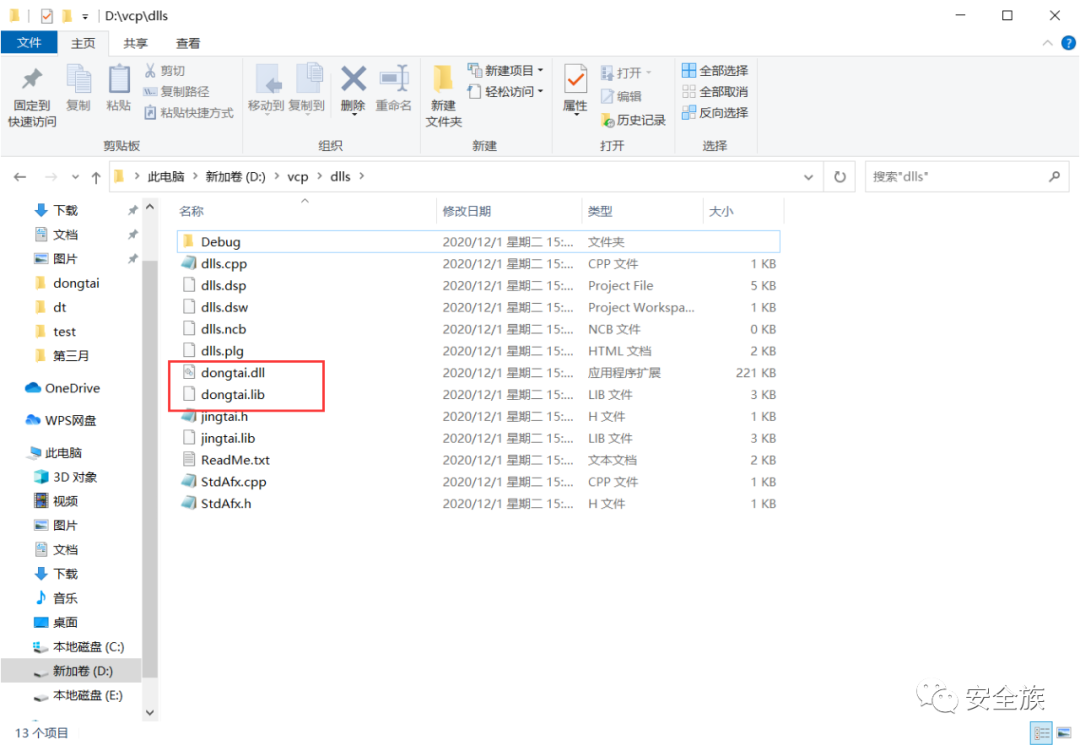 D:\vcp\dlls
文件 主页 共享 查看
固定到快速访问
复制
粘贴
剪切
复制路径
粘贴快捷方式
剪贴板
移动到
复制到
删除
重命名
组织
新建文件夹
新建项目
轻松访问
新建
属性
打开
编辑
历史记录
打开
全部选择
全部取消
反向选择
选择
此电脑 > 新加卷 (D:) > vcp > dlls >
搜索"dlls"
下载
文档
图片
dongtai
dt
test
第三月
OneDrive
WPS网盘
此电脑
3D 对象
视频
图片
文档
下载
音乐
桌面
本地磁盘 (C:)
新加卷 (D:)
本地磁盘 (E:)
名称 修改日期 类型 大小
Debug 2020/12/1 星期二 15:... 文件夹
dlls.cpp 2020/12/1 星期二 15:... CPP 文件 1 KB
dlls.dsp 2020/12/1 星期二 15:... Project File 5 KB
dlls.dsw 2020/12/1 星期二 15:... Project Workspa... 1 KB
dlls.ncb 2020/12/1 星期二 15:... NCB 文件 0 KB
dlls.plg 2020/12/1 星期二 15:... HTML 文档 2 KB
dongtai.dll 2020/12/1 星期二 15:... 应用程序扩展 221 KB
dongtai.lib 2020/12/1 星期二 15:... LIB 文件 3 KB
jingtai.h 2020/12/1 星期二 15:... H 文件 1 KB
jingtai.lib 2020/12/1 星期二 15:... LIB 文件 3 KB
ReadMe.txt 2020/12/1 星期二 15:... 文本文档 2 KB
StdAfx.cpp 2020/12/1 星期二 15:... CPP 文件 1 KB
StdAfx.h 2020/12/1 星期二 15:... H 文件 1 KB
安全族
13 个项目